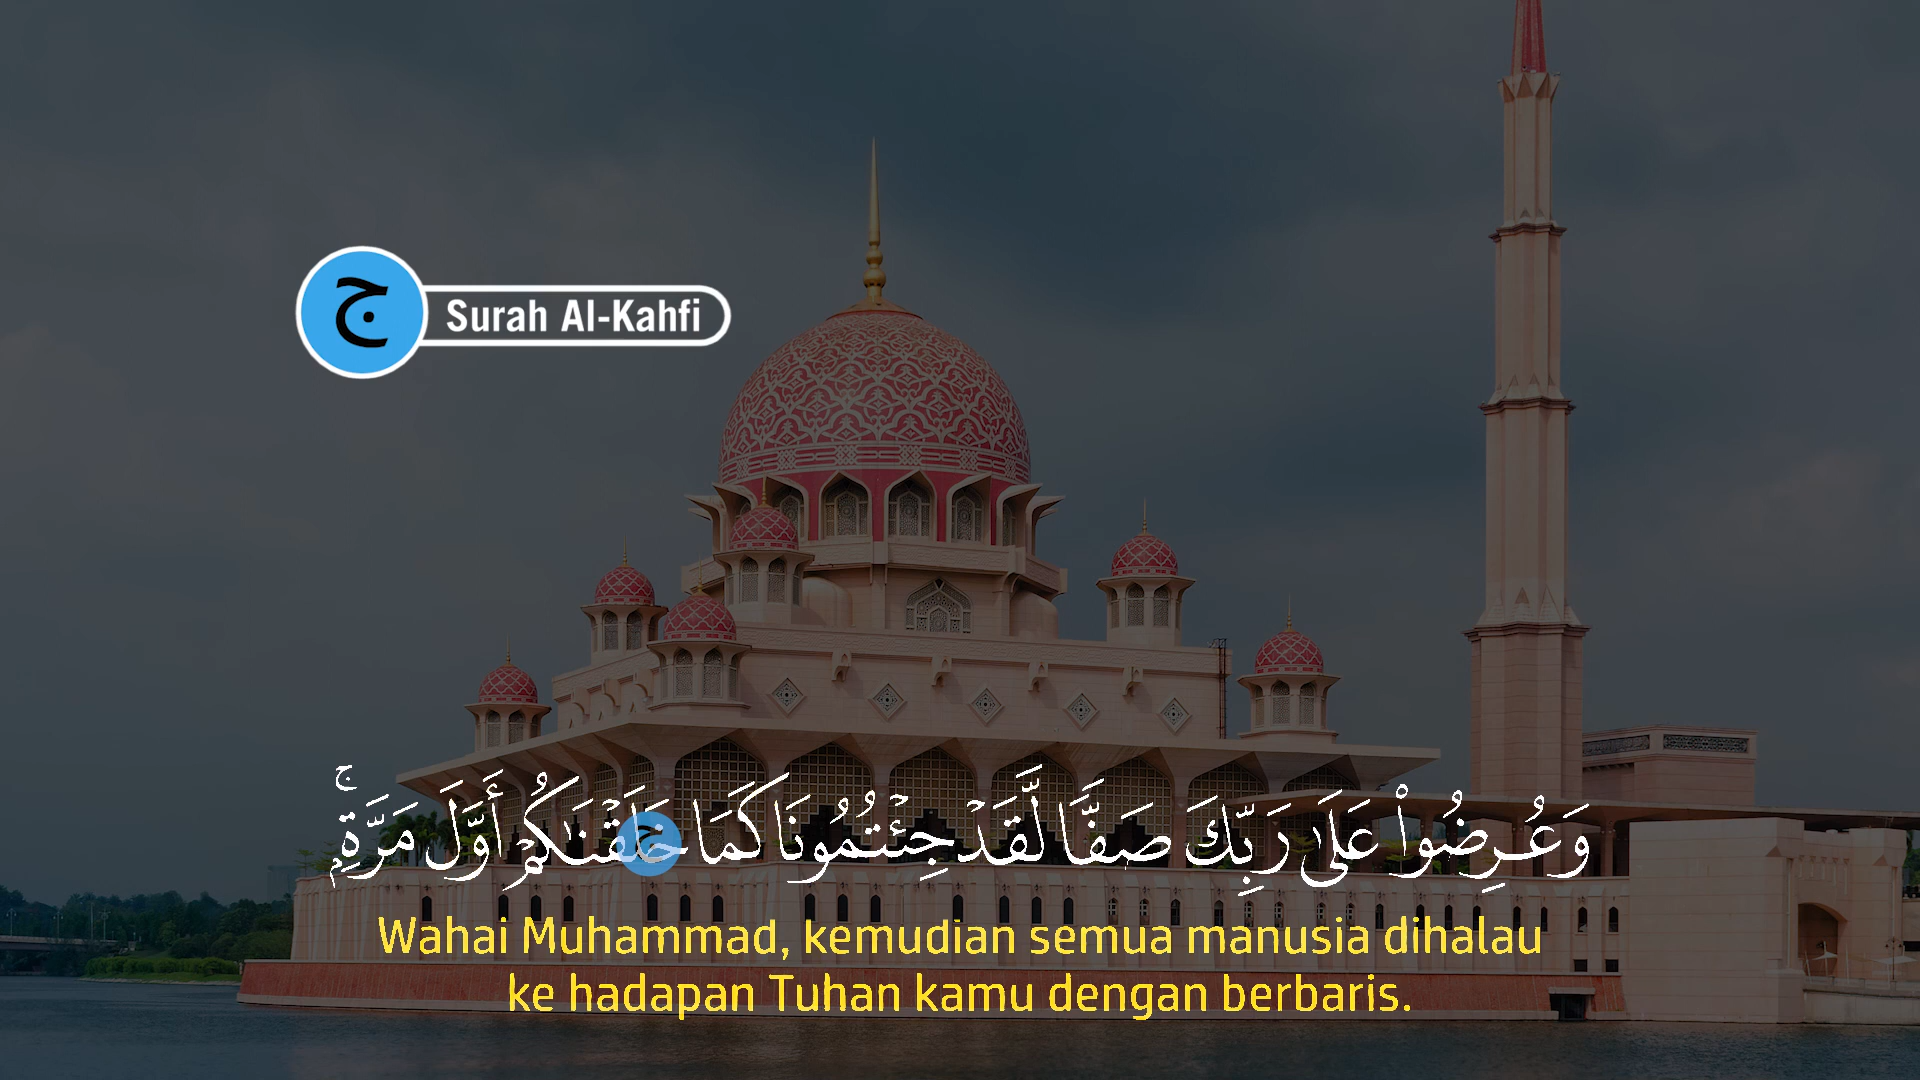 ج
Surah Al-Kahfi
وَعُرِضُوا۟ عَلَىٰ رَبِّكَ صَفًّا لَّقَدْ جِئْتُمُونَا كَمَا خَلَقْنَـٰكُمْ أَوَّلَ مَرَّةٍۭ ۚ
ج
Wahai Muhammad, kemudian semua manusia dihalau
ke hadapan Tuhan kamu dengan berbaris.